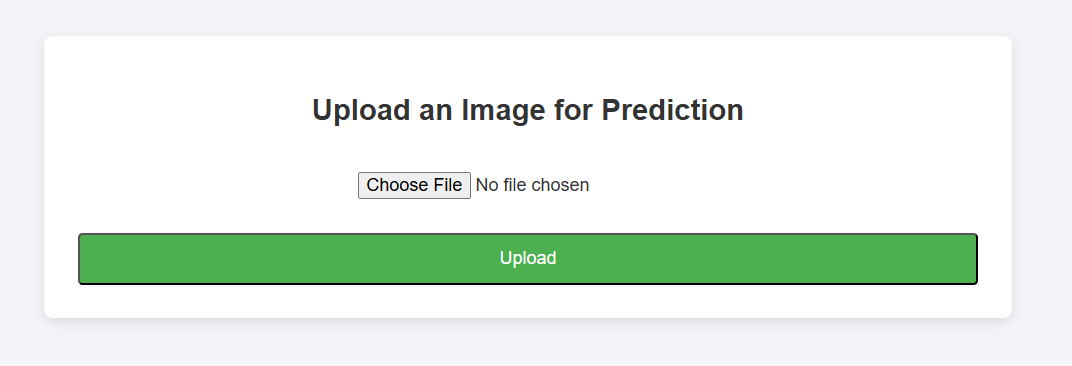 Upload an Image for Prediction
Choose File No file chosen
Upload